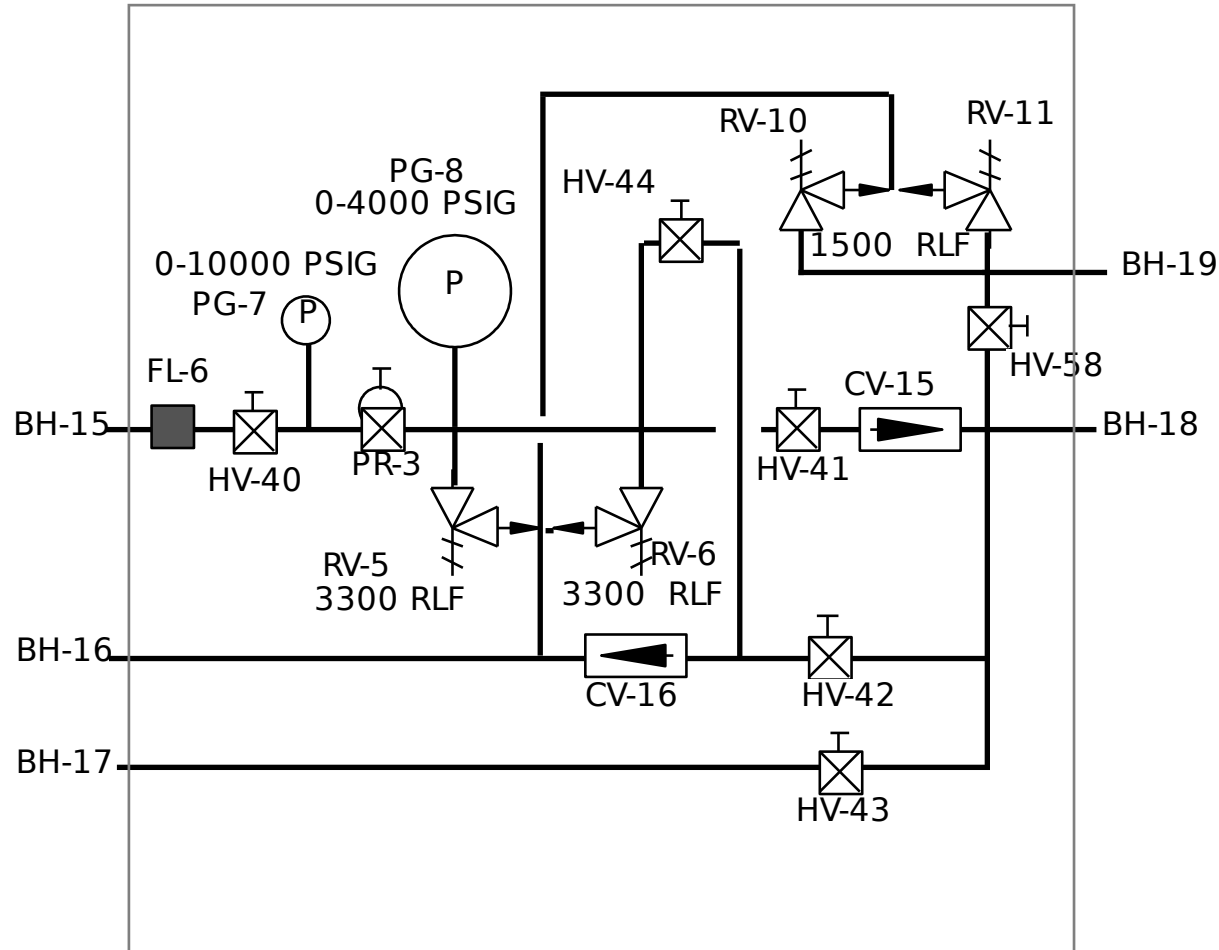 RV-10
RV-11
PG-8
0-4000 PSIG
HV-44
1500 RLF
BH-19
0-10000 PSIG
PG-7
P
P
HV-58
FL-6
CV-15
BH-15
BH-18
HV-40
PR-3
HV-41
RV-5
3300 RLF
RV-6
3300 RLF
BH-16
CV-16
HV-42
BH-17
HV-43